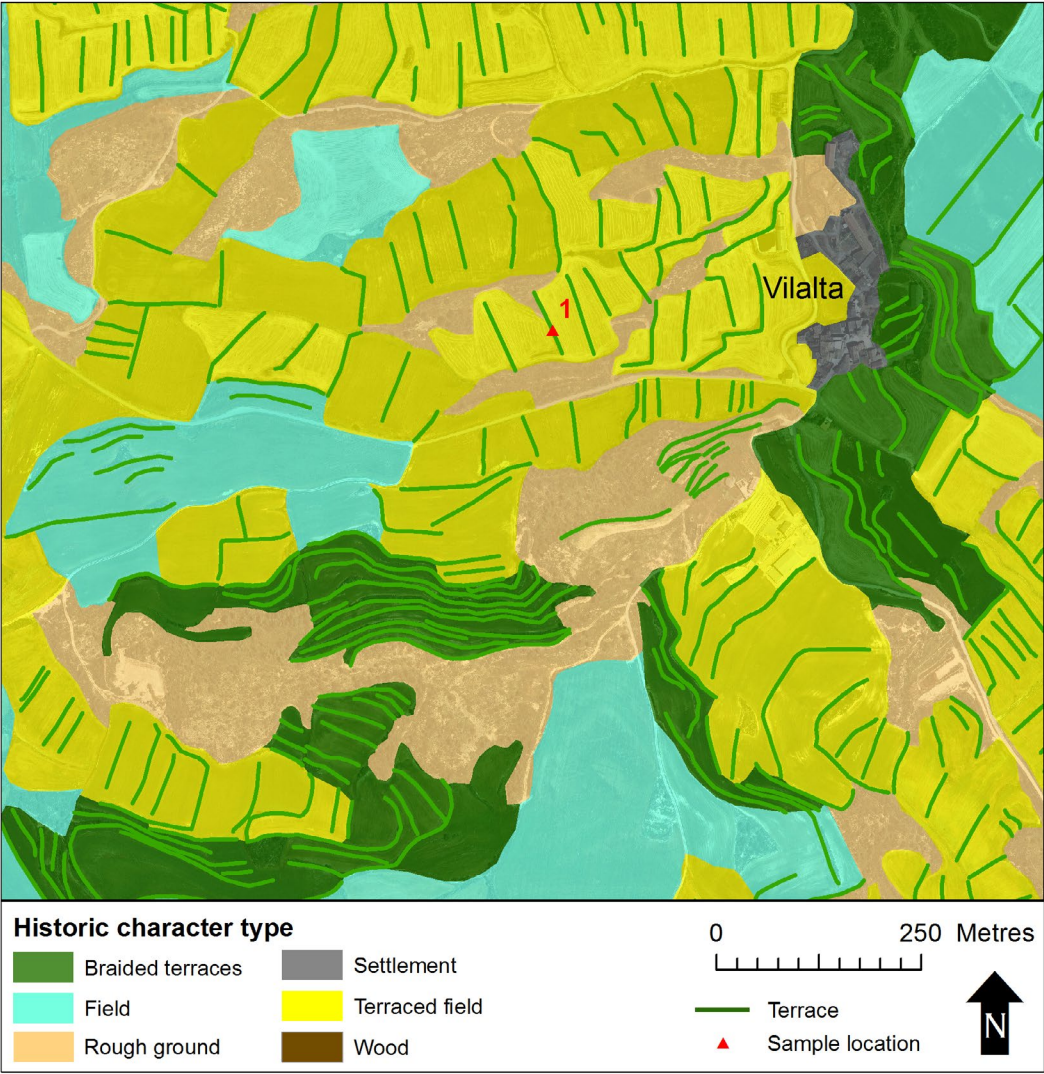 Vilalta
1
Historic character type
Braided terraces
Field
Rough ground
Settlement
Terraced field
Wood
0 250 Metres
Terrace
Sample location
N